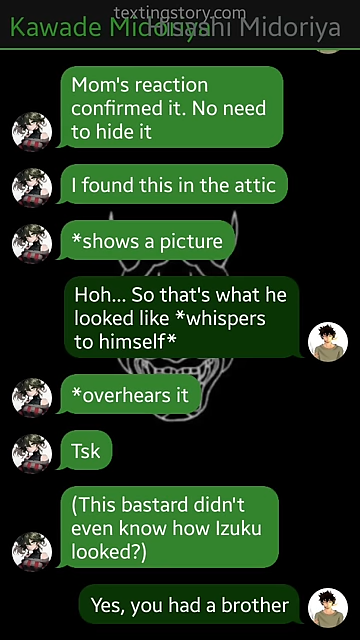 textingstory.com
Kawade Midoriya
Hisashi Midoriya
Mom's reaction
confirmed it. No need
to hide it
I found this in the attic
*shows a picture
Hoh... So that's what he
looked like *whispers
to himself*
*overhears it
Tsk
(This bastard didn't
even know how Izuku
looked?)
Yes, you had a brother